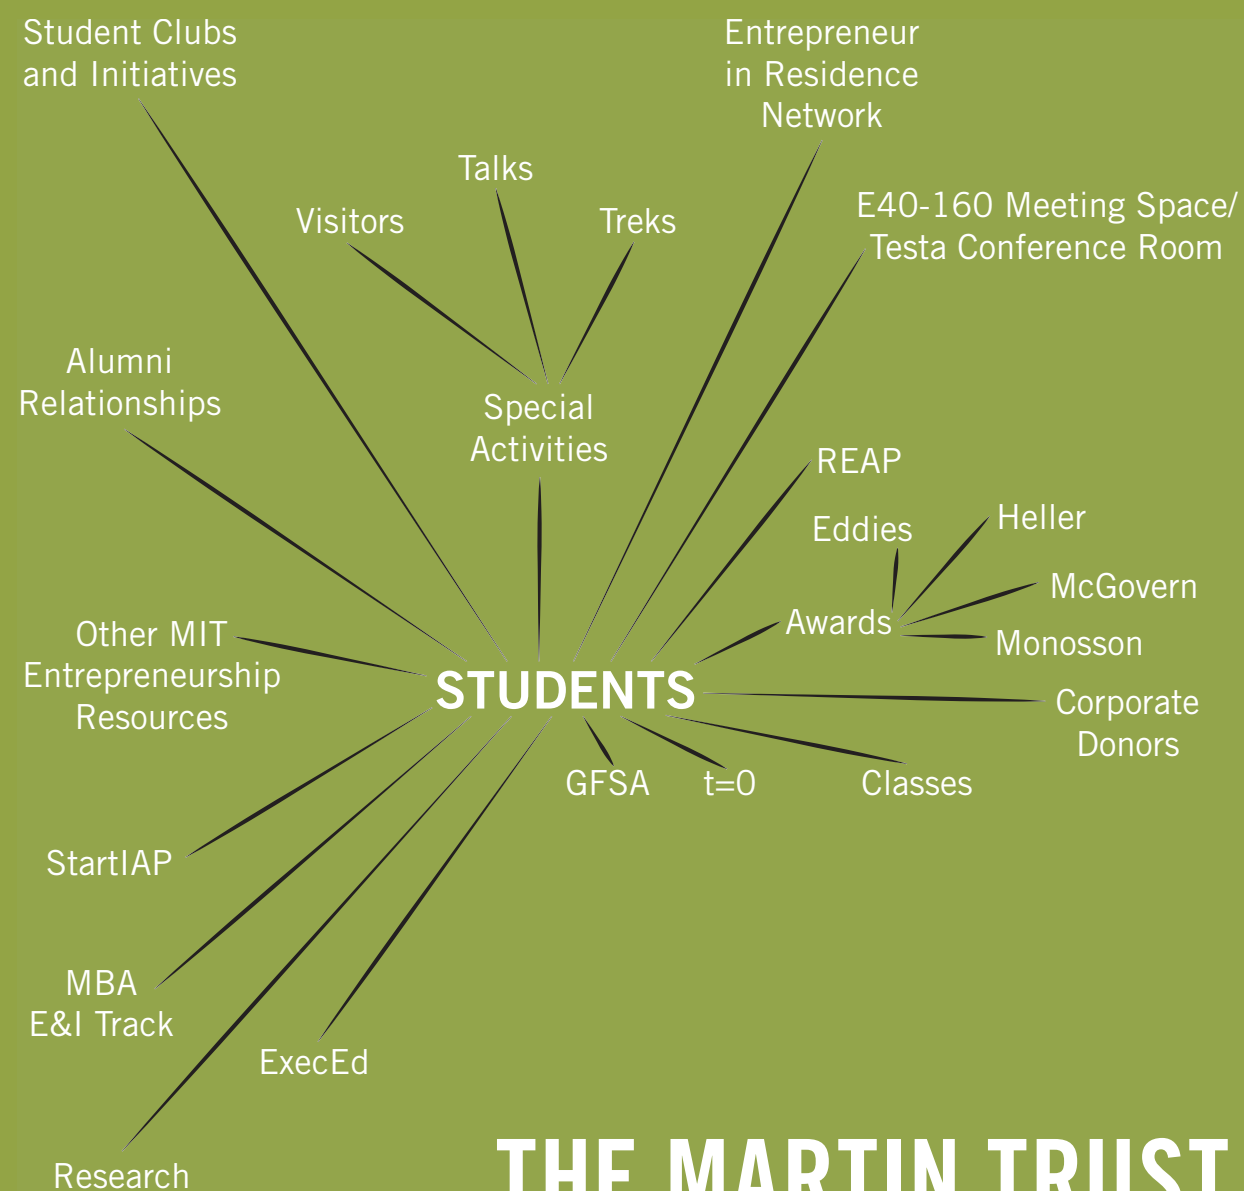 Student Clubs
and Initiatives
Entrepreneur
in Residence
Network
Talks
Visitors
Treks
E40-160 Meeting Space/
Testa Conference Room
Alumni
Relationships
Special
Activities
REAP
Eddies
Heller
McGovern
Awards
Monosson
Other MIT
Entrepreneurship
Resources
STUDENTS
Corporate
Donors
GFSA
t=0
Classes
StartIAP
MBA
E&I Track
ExecEd
Research
THE MARTIN TRUST